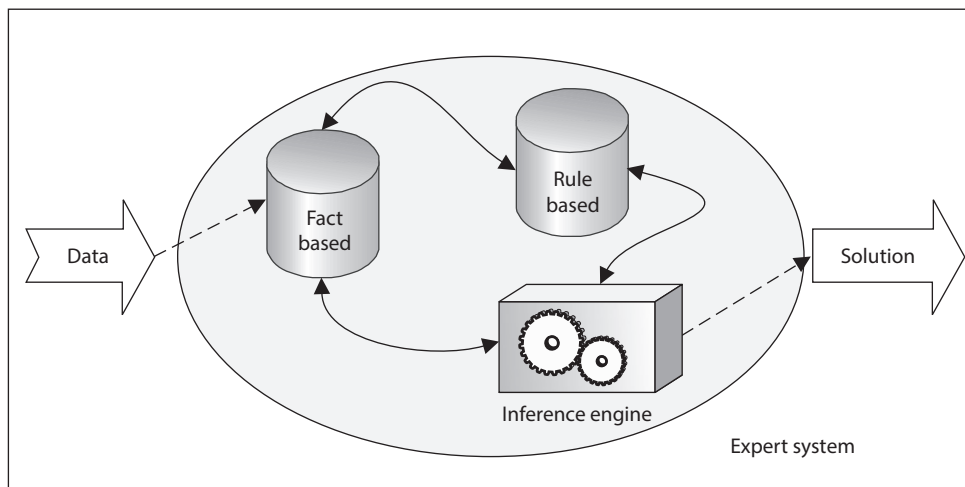 Data
Fact
based
Rule
based
Inference engine
Solution
Expert system